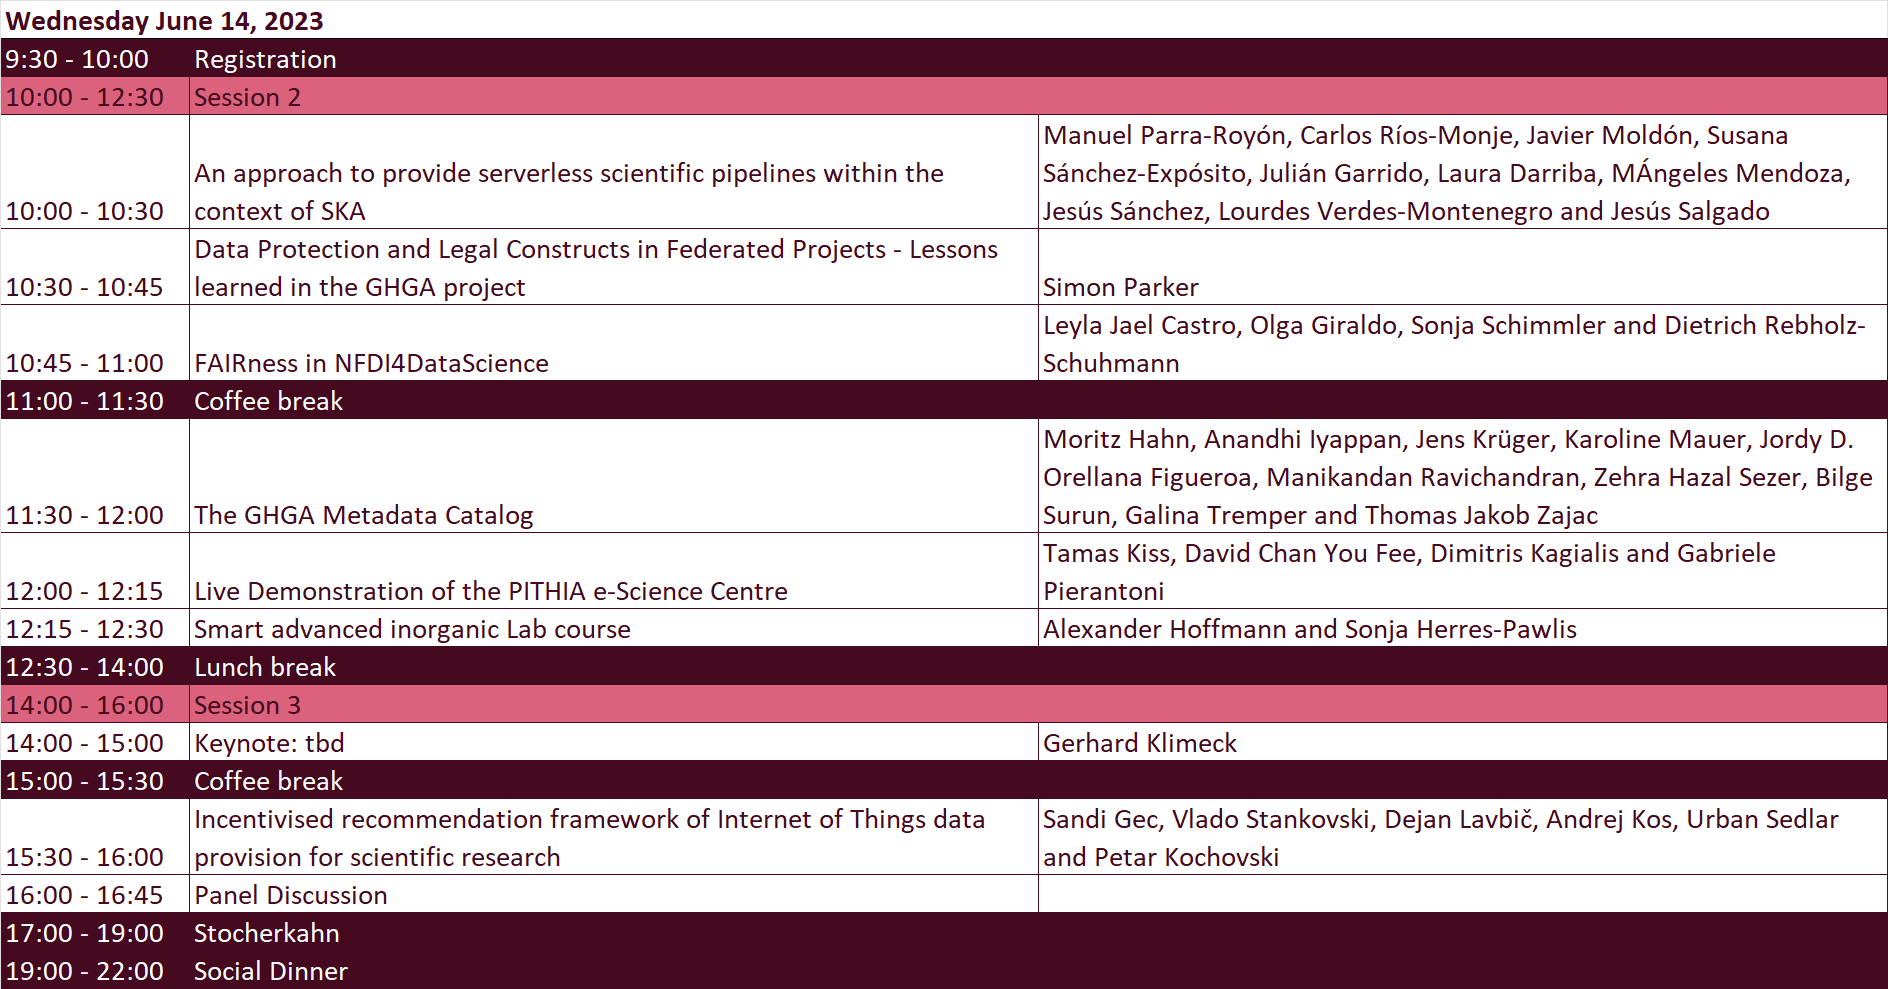 Wednesday June 14, 2023
9:30 - 10:00 Registration
10:00 - 12:30 Session 2
Manuel Parra-Royón, Carlos Ríos-Monje, Javier Moldón, Susana
An approach to provide serverless scientific pipelines within the Sánchez-Expósito, Julián Garrido, Laura Darriba, MÁngeles Mendoza,
10:00 - 10:30 context of SKA Jesús Sánchez, Lourdes Verdes-Montenegro and Jesús Salgado
Data Protection and Legal Constructs in Federated Projects - Lessons
10:30 - 10:45 learned in the GHGA project Simon Parker
Leyla Jael Castro, Olga Giraldo, Sonja Schimmler and Dietrich Rebholz-
10:45 - 11:00 FAIRness in NFDI4DataScience Schuhmann
11:00 - 11:30 Coffee break
Moritz Hahn, Anandhi Iyappan, Jens Krüger, Karoline Mauer, Jordy D.
Orellana Figueroa, Manikandan Ravichandran, Zehra Hazal Sezer, Bilge
11:30 - 12:00 The GHGA Metadata Catalog Surun, Galina Tremper and Thomas Jakob Zajac
Tamas Kiss, David Chan You Fee, Dimitris Kagialis and Gabriele
12:00 - 12:15 Live Demonstration of the PITHIA e-Science Centre Pierantoni
12:15 - 12:30 Smart advanced inorganic Lab course Alexander Hoffmann and Sonja Herres-Pawlis
12:30 - 14:00 Lunch break
14:00 - 16:00 Session 3
14:00 - 15:00 Keynote: tbd Gerhard Klimeck
15:00 - 15:30 Coffee break
Incentivised recommendation framework of Internet of Things data Sandi Gec, Vlado Stankovski, Dejan Lavbič, Andrej Kos, Urban Sedlar
15:30 - 16:00 provision for scientific research and Petar Kochovski
16:00 - 16:45 Panel Discussion
17:00 - 19:00 Stocherkahn
19:00 - 22:00 Social Dinner